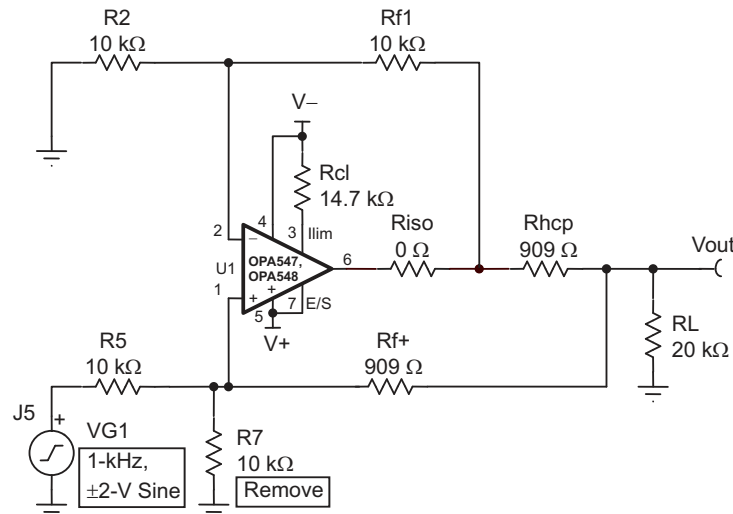 R2
10 kΩ
Rf1
10 kΩ
V–
Rcl
14.7 kΩ
4
3
Ilim
2
–
OPA547,
OPA548
U1
+
1
+
5
7
E/S
V+
6
Riso
0 Ω
Rhcp
909 Ω
Vout
R5
10 kΩ
Rf+
909 Ω
RL
20 kΩ
J5
+
VG1
1-kHz,
±2-V Sine
R7
10 kΩ
Remove